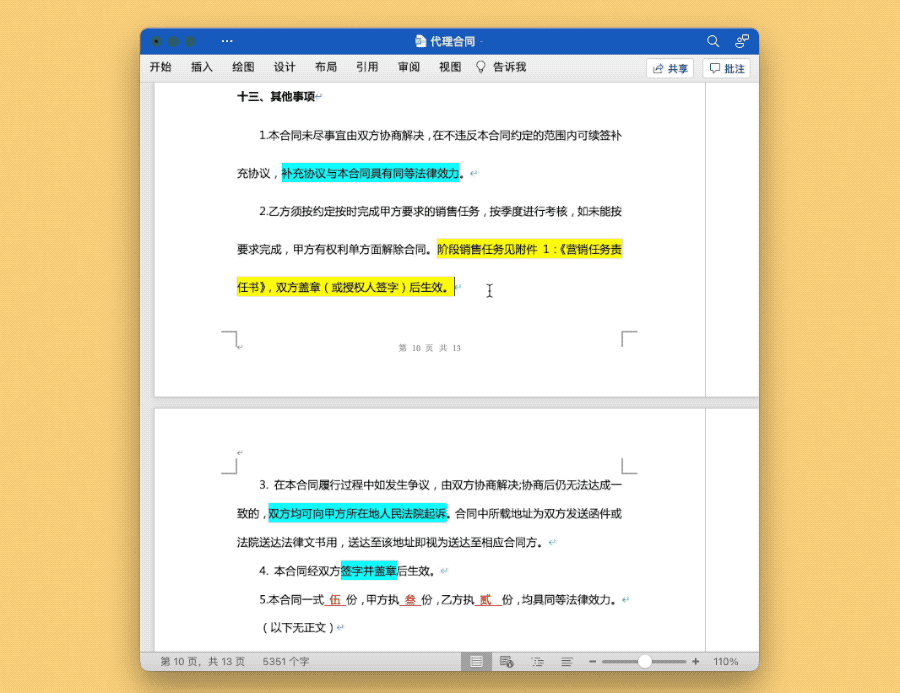 代理合同
开始 插入 绘图 设计 布局 引用 审阅 视图 告诉我 共享 批注
十三、其他事项
1.本合同未尽事宜由双方协商解决，在不违反本合同约定的范围内可续签补
充协议，补充协议与本合同具有同等法律效力。
2.乙方须按约定按时完成甲方要求的销售任务，按季度进行考核，如未能按
要求完成，甲方有权利单方面解除合同。阶段销售任务见附件 1：《营销任务责
任书》，双方盖章（或授权人签字）后生效。
第 10 页 共 13
3. 在本合同履行过程中如发生争议，由双方协商解决;协商后仍无法达成一
致的，双方均可向甲方所在地人民法院起诉。合同中所载地址为双方发送函件或
法院送达法律文书用，送达至该地址即视为送达至相应合同方。
4. 本合同经双方签字并盖章后生效。
5.本合同一式 伍 份，甲方执 叁 份，乙方执 贰 份，均具同等法律效力。
（以下无正文）
第 10 页，共 13 页 5351 个字 110%